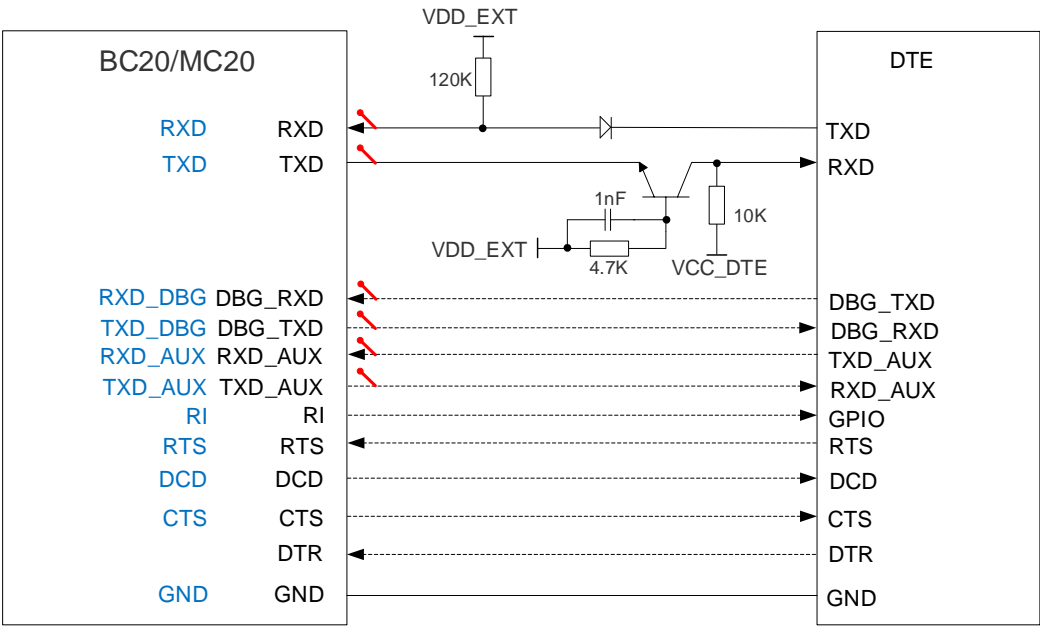 VDD_EXT
BC20/MC20
DTE
120K
RXD RXD
TXD
TXD TXD
RXD
1nF
10K
VDD_EXT
4.7K
VCC_DTE
RXD_DBG DBG_RXD
DBG_TXD
TXD_DBG DBG_TXD
DBG_RXD
RXD_AUX RXD_AUX
TXD_AUX
TXD_AUX TXD_AUX
RXD_AUX
RI RI
GPIO
RTS RTS
RTS
DCD DCD
DCD
CTS CTS
CTS
DTR
DTR
GND GND
GND